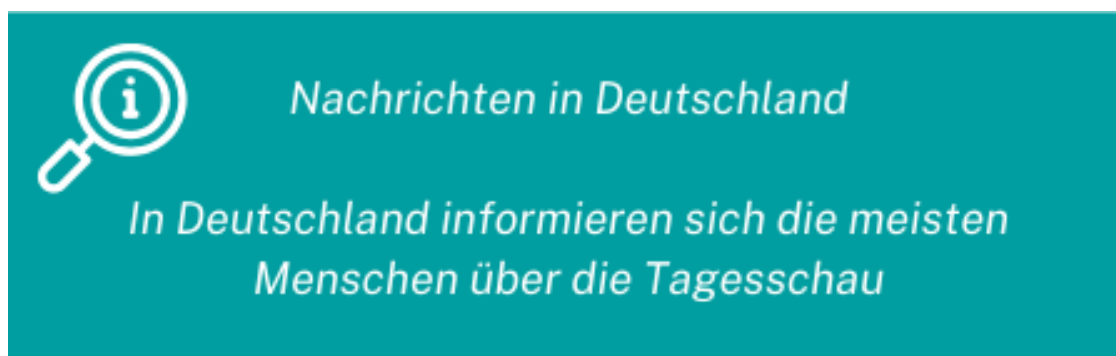 i
Nachrichten in Deutschland
In Deutschland informieren sich die meisten
Menschen über die Tagesschau